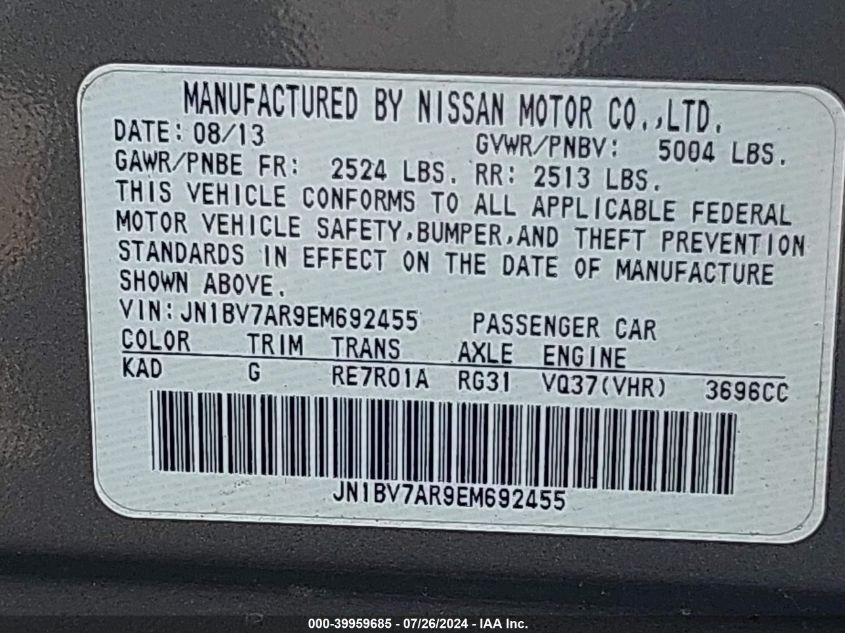 MANUFACTURED BY NISSAN MOTOR CO.,LTD.
DATE: 08/13 GVWR/PNBV: 5004 LBS.
GAWR/PNBE FR: 2524 LBS. RR: 2513 LBS.
THIS VEHICLE CONFORMS TO ALL APPLICABLE FEDERAL
MOTOR VEHICLE SAFETY,BUMPER,AND THEFT PREVENTION
STANDARDS IN EFFECT ON THE DATE OF MANUFACTURE
SHOWN ABOVE.
VIN:JN1BV7AR9EM692455 PASSENGER CAR
COLOR TRIM TRANS AXLE ENGINE
KAD G RE7R01A RG31 VQ37(VHR) 3696CC
JN1BV7AR9EM692455
000-39959685 - 07/26/2024 - IAA Inc.